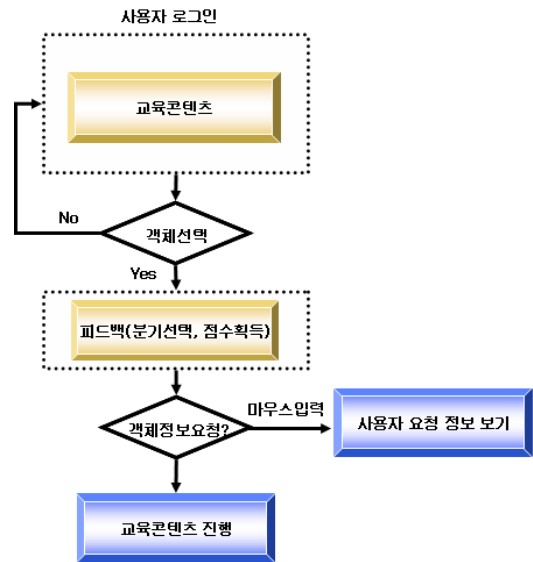 사용자 로그인
교육콘텐츠
No
객체선택
Yes
피드백(분기선택, 점수획득)
마우스입력
객체정보요청?
사용자 요청 정보 보기
교육콘텐츠 진행